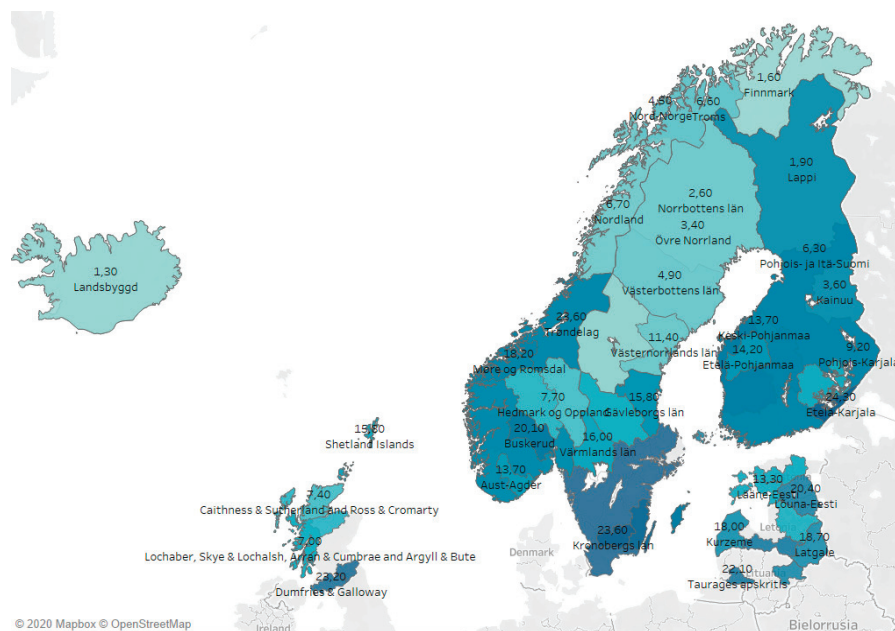 1,60
Finnmark
4,50
Nord-Norge
6,60
Troms
1,90
Lappi
2,60
Norrbottens län
6,70
Nordland
3,40
Övre Norrland
6,30
Pohjois- ja Itä-Suomi
1,30
Landsbyggd
4,90
Västerbottens län
3,60
Kainuu
23,60
Trøndelag
13,70
Keski-Pohjanmaa
11,40
Västernorrlands län
14,20
Etelä-Pohjanmaa
9,20
Pohjois-Karjala
18,20
Møre og Romsdal
7,70
Hedmark og Oppland
15,80
Gävleborgs län
24,30
Etelä-Karjala
20,10
Buskerud
16,00
Värmlands län
15,80
Shetland Islands
13,70
Aust-Agder
13,30
Lääne-Eesti
20,40
Lõuna-Eesti
7,40
Caithness & Sutherland and Ross & Cromarty
18,00
Kurzeme
18,70
Latgale
23,60
Kronobergs län
7,00
Lochaber, Skye & Lochalsh, Arran & Cumbrae and Argyll & Bute
Denmark
22,10
Tauragės apskritis
23,20
Dumfries & Galloway
© 2020 Mapbox © OpenStreetMap
Ireland
Bielorrusia